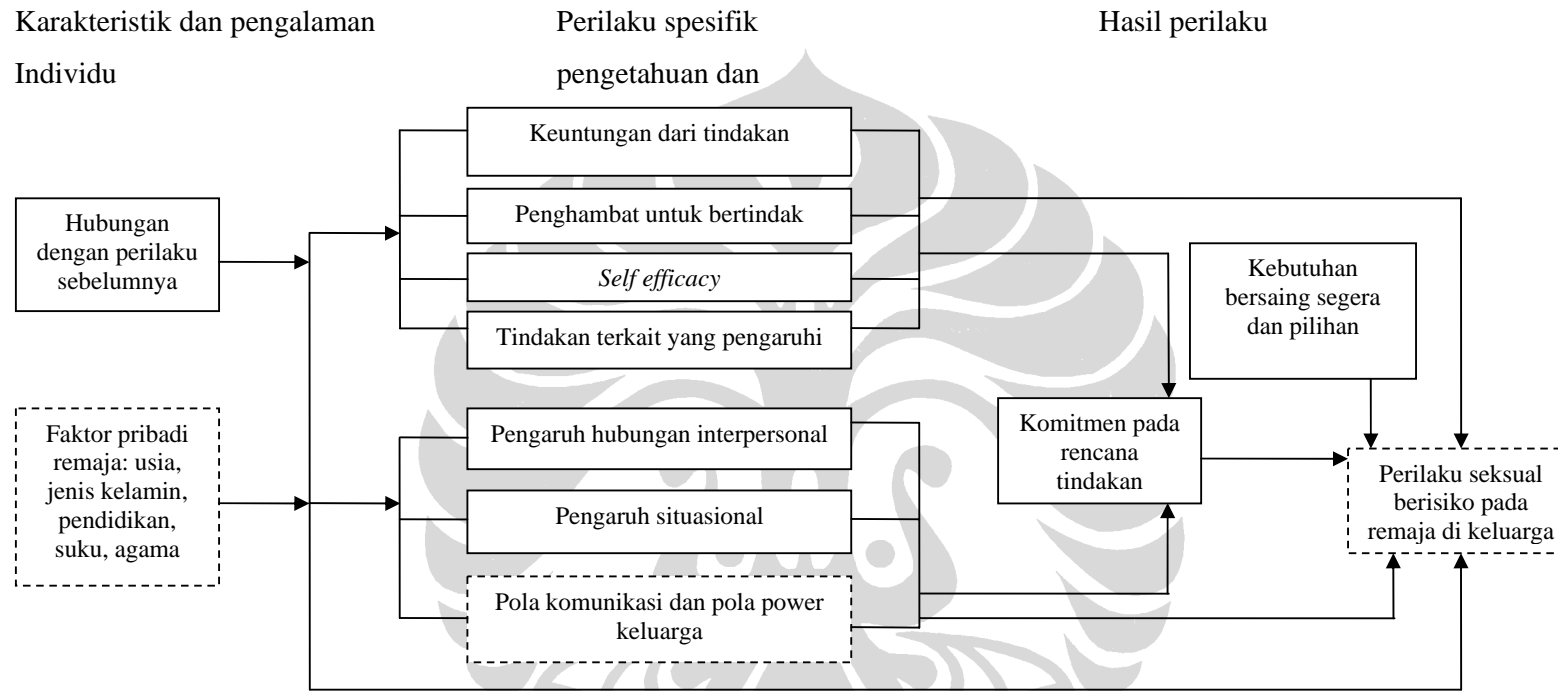 Karakteristik dan pengalaman
Individu
Perilaku spesifik
pengetahuan dan
Hasil perilaku
Keuntungan dari tindakan
Penghambat untuk bertindak
Self efficacy
Tindakan terkait yang pengaruhi
Hubungan
dengan perilaku
sebelumnya
Faktor pribadi
remaja: usia,
jenis kelamin,
pendidikan,
suku, agama
Pengaruh hubungan interpersonal
Pengaruh situasional
Pola komunikasi dan pola power
keluarga
Kebutuhan
bersaing segera
dan pilihan
Komitmen pada
rencana
tindakan
Perilaku seksual
berisiko pada
remaja di keluarga